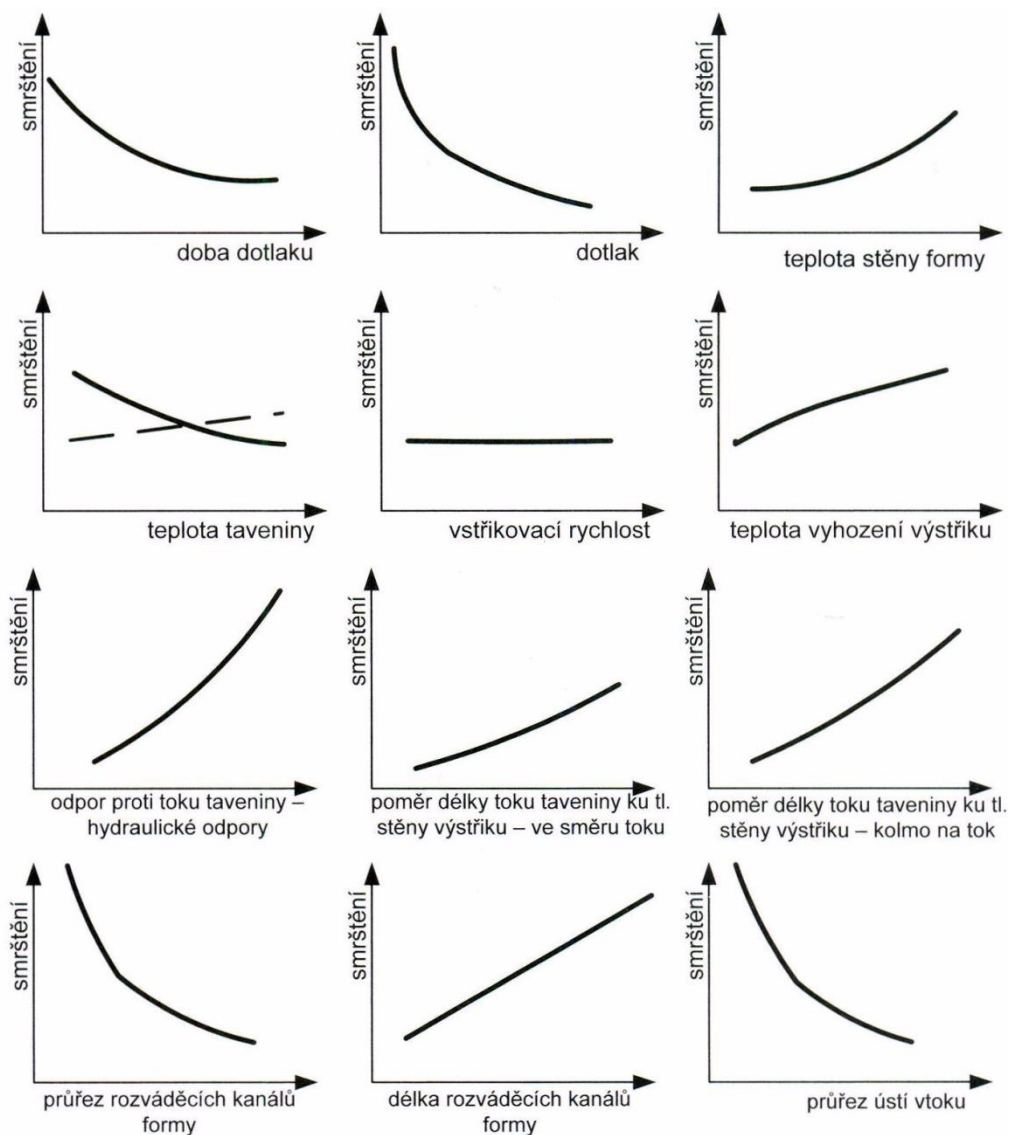 smrštění
doba dotlaku
smrštění
dotlak
smrštění
teplota stěny formy
smrštění
teplota taveniny
smrštění
vstřikovací rychlost
smrštění
teplota vyhození výstřiku
smrštění
odpor proti toku taveniny –
hydraulické odpory
smrštění
poměr délky toku taveniny ku tl.
stěny výstřiku – ve směru toku
smrštění
poměr délky toku taveniny ku tl.
stěny výstřiku – kolmo na tok
smrštění
průřez rozváděcích kanálů
formy
smrštění
délka rozváděcích kanálů
formy
smrštění
průřez ústí vtoku